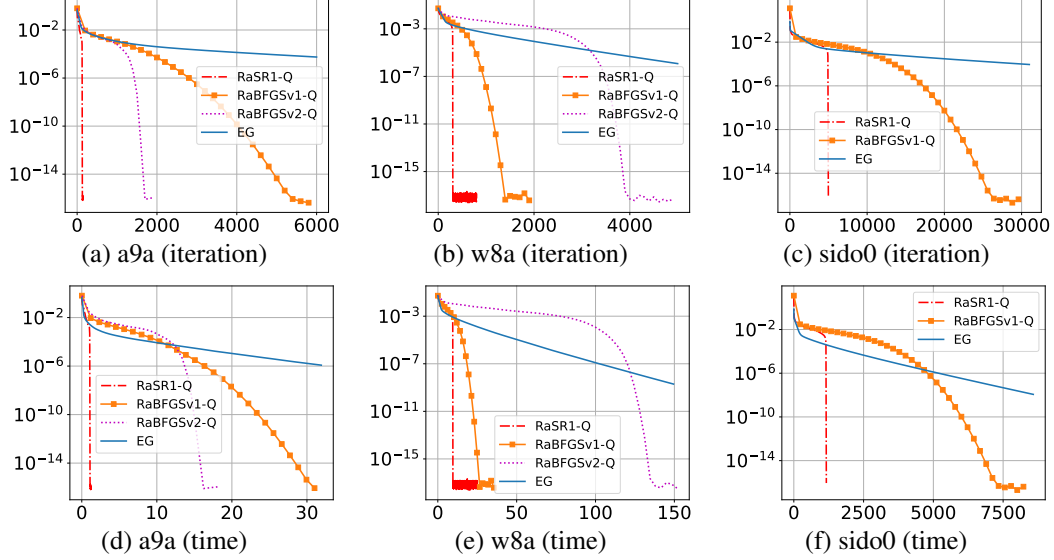 10⁻²
10⁻⁶
10⁻¹⁰
10⁻¹⁴
RaSR1-Q
RaBFGSv1-Q
RaBFGSv2-Q
EG
0 2000 4000 6000
(a) a9a (iteration)
10⁻³
10⁻⁷
10⁻¹¹
10⁻¹⁵
RaSR1-Q
RaBFGSv1-Q
RaBFGSv2-Q
EG
0 2000 4000
(b) w8a (iteration)
10⁻²
10⁻⁶
10⁻¹⁰
10⁻¹⁴
RaSR1-Q
RaBFGSv1-Q
EG
0 10000 20000 30000
(c) sido0 (iteration)
10⁻²
10⁻⁶
10⁻¹⁰
10⁻¹⁴
RaSR1-Q
RaBFGSv1-Q
RaBFGSv2-Q
EG
0 10 20 30
(d) a9a (time)
10⁻³
10⁻⁷
10⁻¹¹
10⁻¹⁵
RaSR1-Q
RaBFGSv1-Q
RaBFGSv2-Q
EG
0 50 100 150
(e) w8a (time)
10⁻²
10⁻⁶
10⁻¹⁰
10⁻¹⁴
RaSR1-Q
RaBFGSv1-Q
EG
0 2500 5000 7500
(f) sido0 (time)